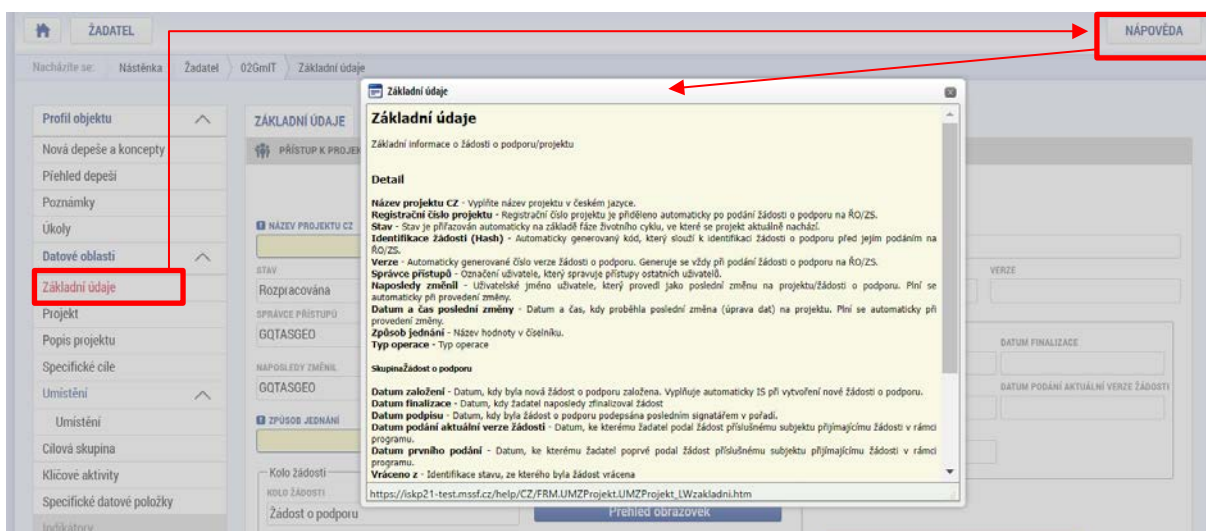 ŽADATEL
NÁPOVĚDA
Nacházíte se: Nástěnka Žadatel 02GmIT Základní údaje
Profil objektu
Nová depeše a koncepty
Přehled depeší
Poznámky
Úkoly
Datové oblasti
Základní údaje
Projekt
Popis projektu
Specifické cíle
Umístění
Umístění
Cílová skupina
Klíčové aktivity
Specifické datové položky
Indikátory
ZÁKLADNÍ ÚDAJE
PŘÍSTUP K
NÁZEV PROJEKTU CZ
STAV
Rozpracována
SPRÁVCE PŘÍSTUPŮ
GQTASGEO
NAPOSLEDY ZMĚNIL
GQTASGEO
ZPŮSOB JEDNÁNÍ
Kolo žádosti
KOLO ŽÁDOSTI
Žádost o podporu
Základní údaje
Základní údaje
Základní informace o žádosti o podporu/projektu
Detail
Název projektu CZ - Vyplňte název projektu v českém jazyce.
Registrační číslo projektu - Registrační číslo projektu je přiděleno automaticky po podání žádosti o podporu na ŘO/ZS.
Stav - Stav je přiřazován automaticky na základě fáze životního cyklu, ve které se projekt aktuálně nachází.
Identifikace žádosti (Hash) - Automaticky generovaný kód, který slouží k identifikaci žádosti o podporu před jejím podáním na
ŘO/ZS.
Verze - Automaticky generované číslo verze žádosti o podporu. Generuje se vždy při podání žádosti o podporu na ŘO/ZS.
Správce přístupů - Označení uživatele, který spravuje přístupy ostatních uživatelů.
Naposledy změnil - Uživatelské jméno uživatele, který provedl jako poslední změnu na projektu/žádosti o podporu. Plní se
automaticky při provedení změny.
Datum a čas poslední změny - Datum a čas, kdy proběhla poslední změna (úprava dat) na projektu. Plní se automaticky při
provedení změny.
Způsob jednání - Název hodnoty v číselníku.
Typ operace - Typ operace
SkupinaŽádost o podporu
Datum založení - Datum, kdy byla nová žádost o podporu založena. Vyplňuje automaticky IS při vytvoření nové žádosti o podporu.
Datum finalizace - Datum, kdy žadatel naposledy zfinalizoval žádost
Datum podpisu - Datum, kdy byla žádost o podporu podepsána posledním signatářem v pořadí.
Datum podání aktuální verze žádosti - Datum, ke kterému žadatel podal žádost příslušnému subjektu přijímajícímu žádosti v rámci
programu.
Datum prvního podání - Datum, ke kterému žadatel poprvé podal žádost příslušnému subjektu přijímajícímu žádosti v rámci
programu.
Vráceno z - Identifikace stavu, ze kterého byla žádost vrácena
https://iskp21-test.mssf.cz/help/CZ/FRM.UMZProjekt.UMZProjekt_LWzakladni.htm
Přehled obrazovek
VERZE
DATUM FINALIZACE
DATUM PODÁNÍ AKTUÁLNÍ VERZE ŽÁDOSTI